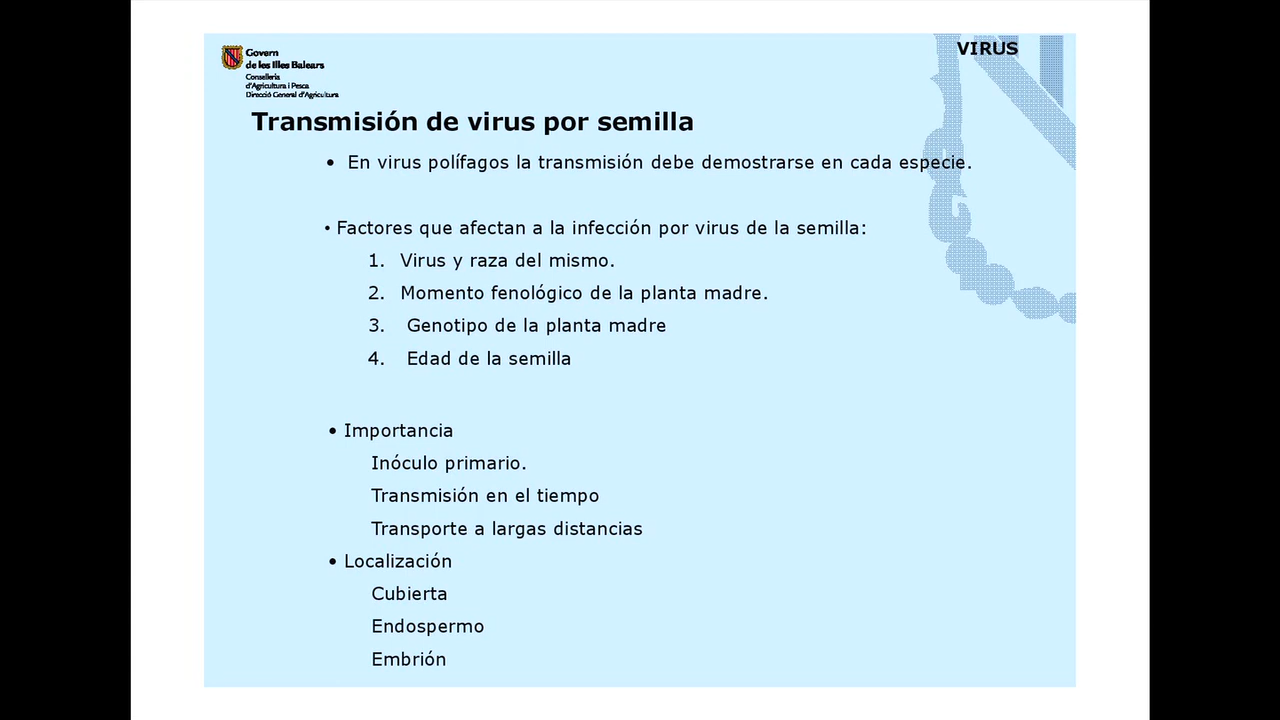 VIRUS
Govern
de les Illes Balears
Conselleria
d'Agricultura i Pesca
Direcció General d'Agricultura
Transmisión de virus por semilla
• En virus polífagos la transmisión debe demostrarse en cada especie.
• Factores que afectan a la infección por virus de la semilla:
1. Virus y raza del mismo.
2. Momento fenológico de la planta madre.
3. Genotipo de la planta madre
4. Edad de la semilla
• Importancia
Inóculo primario.
Transmisión en el tiempo
Transporte a largas distancias
• Localización
Cubierta
Endospermo
Embrión